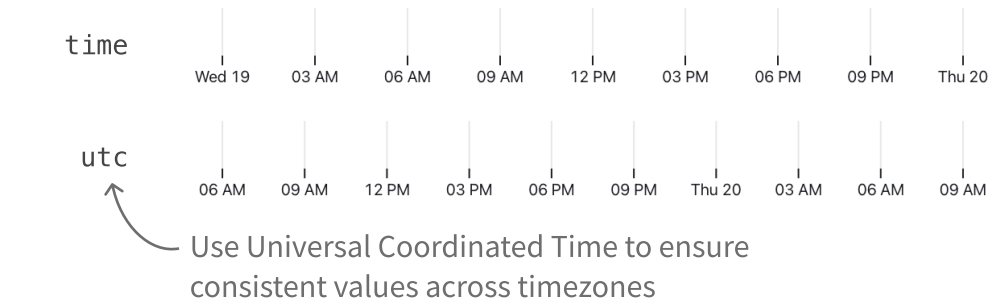 time
Wed 19 03 AM 06 AM 09 AM 12 PM 03 PM 06 PM 09 PM Thu 20
utc
06 AM 09 AM 12 PM 03 PM 06 PM 09 PM Thu 20 03 AM 06 AM 09 AM
Use Universal Coordinated Time to ensure
consistent values across timezones